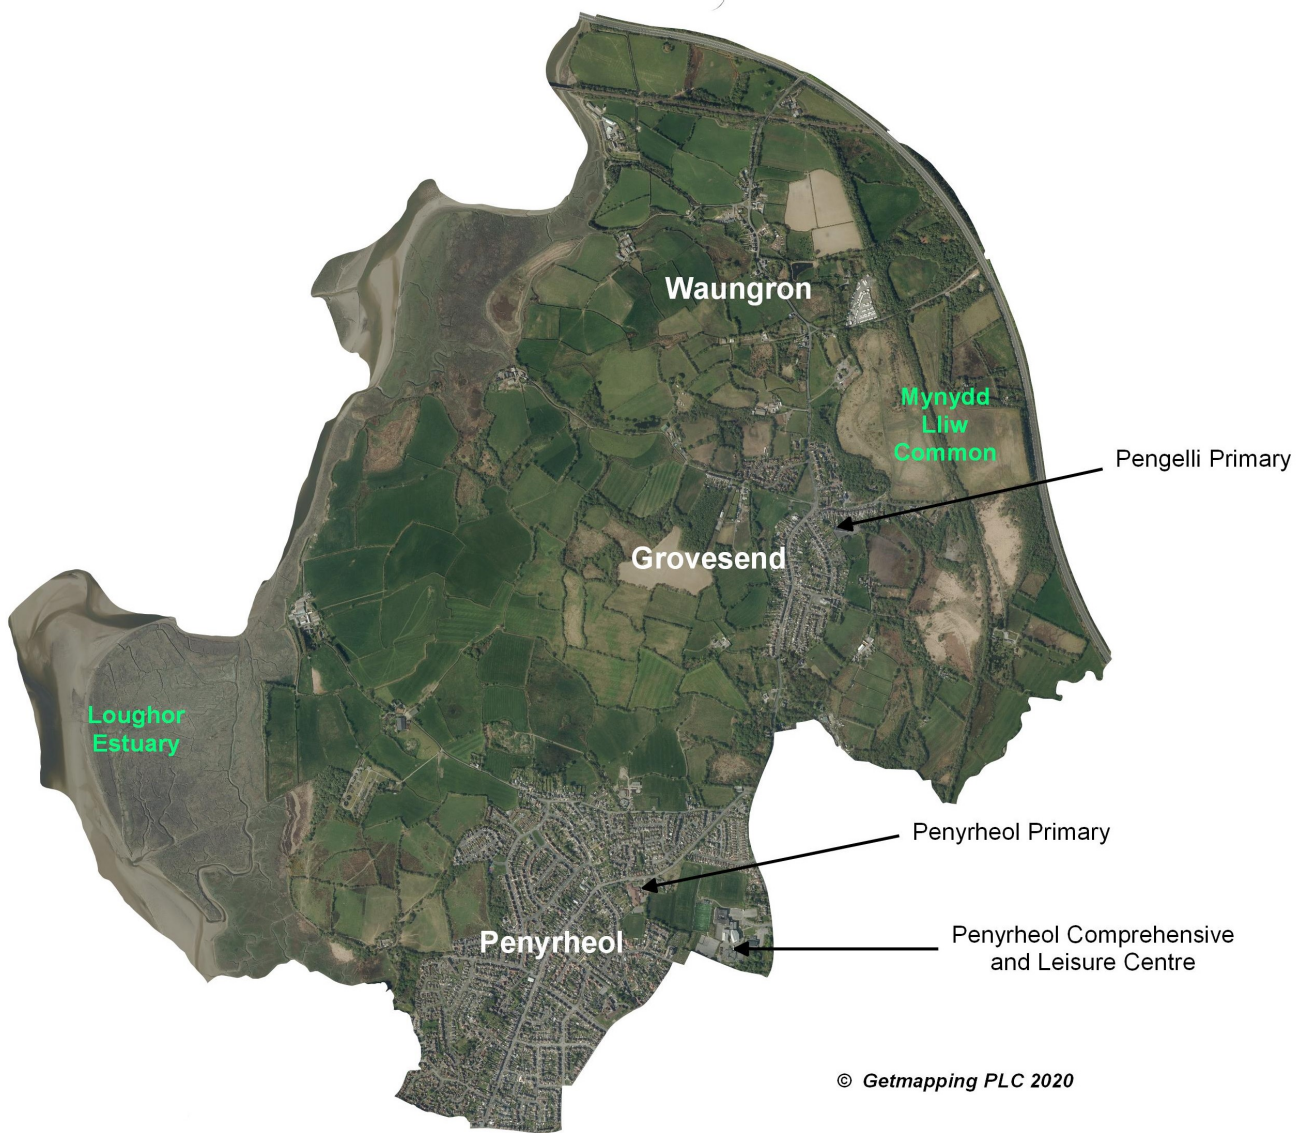 Waungron
Mynydd
Lliw
Common
Pengelli Primary
Grovesend
Loughor
Estuary
Penyrheol Primary
Penyrheol
Penyrheol Comprehensive
and Leisure Centre
© Getmapping PLC 2020